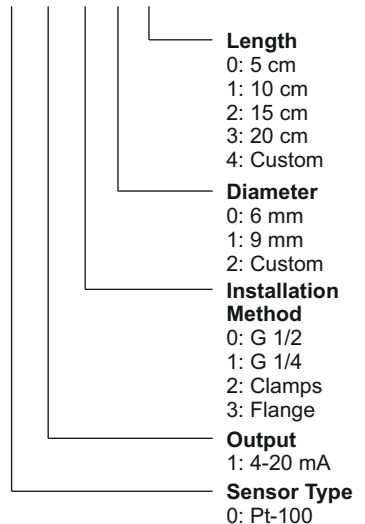 Length
0: 5 cm
1: 10 cm
2: 15 cm
3: 20 cm
4: Custom
Diameter
0: 6 mm
1: 9 mm
2: Custom
Installation
Method
0: G 1/2
1: G 1/4
2: Clamps
3: Flange
Output
1: 4-20 mA
Sensor Type
0: Pt-100